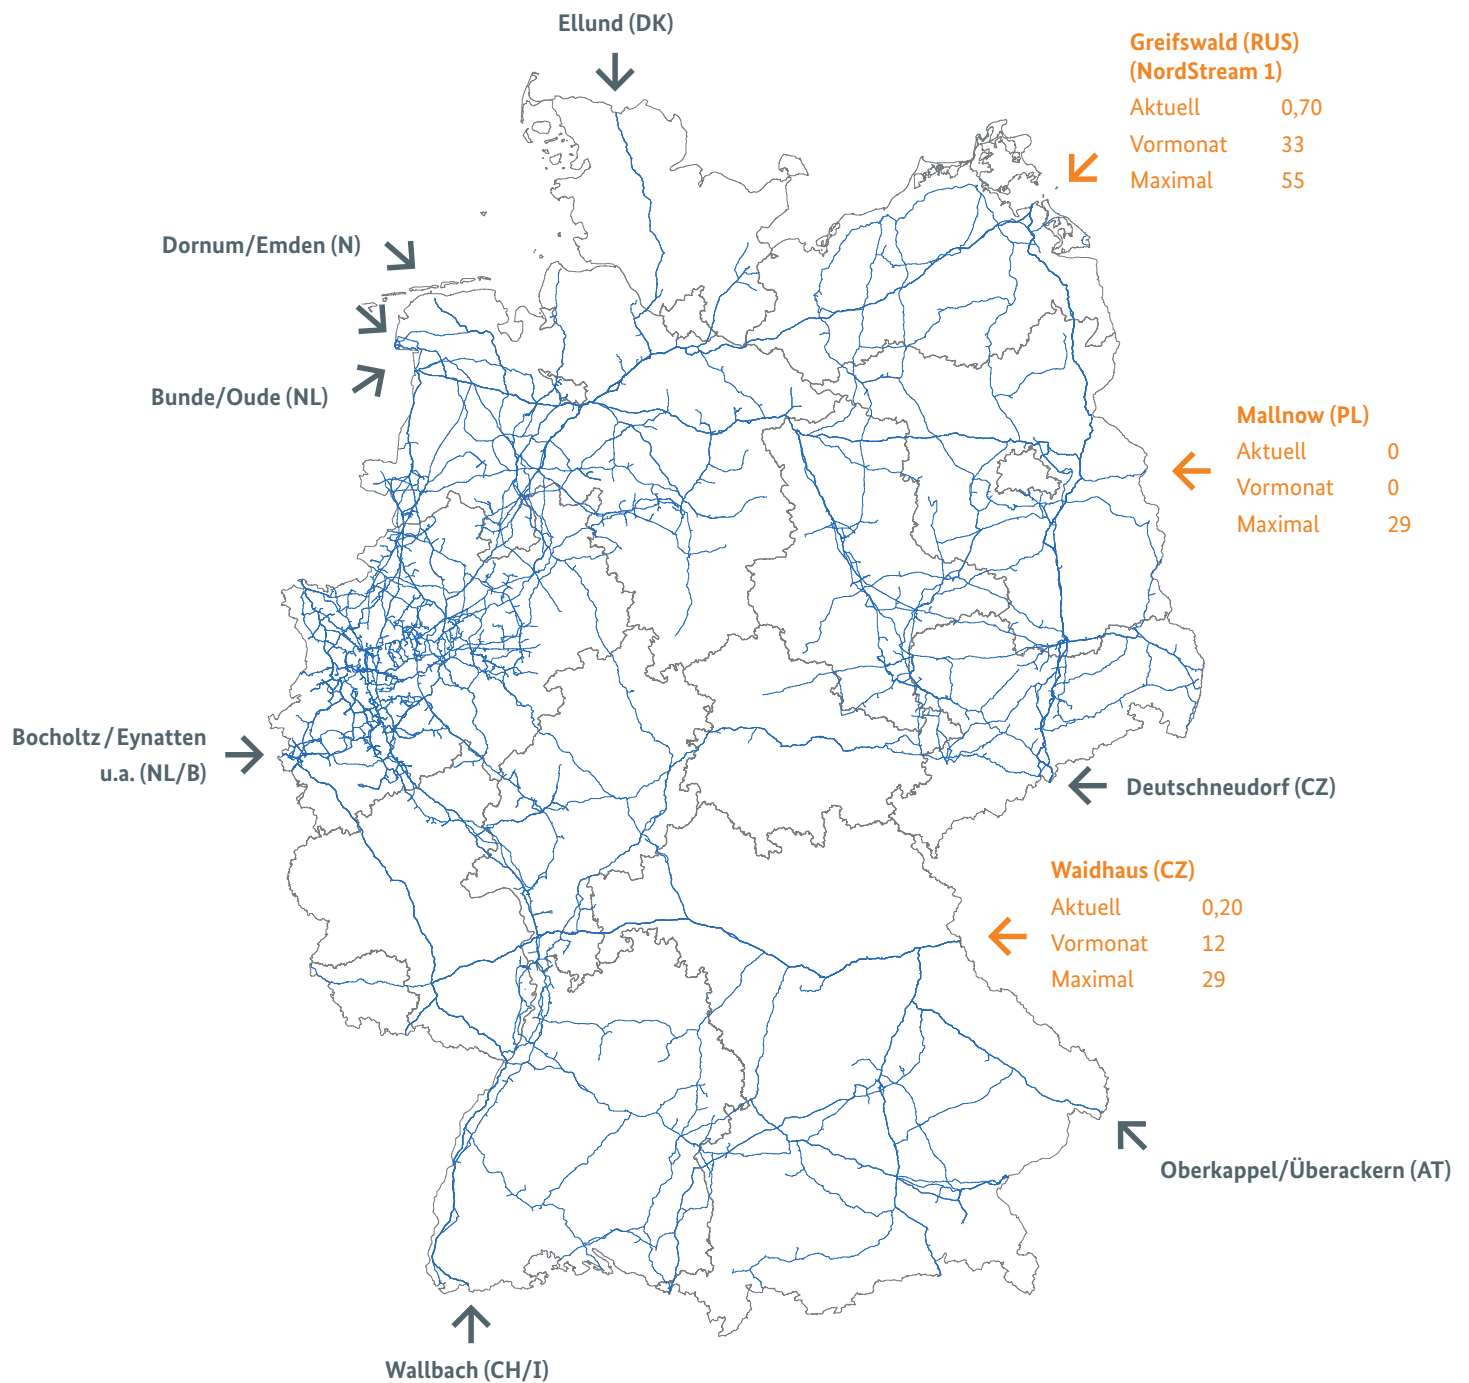 Ellund (DK)
Greifswald (RUS)
(NordStream 1)
Aktuell 0,70
Vormonat 33
Maximal 55
Dornum/Emden (N)
Bunde/Oude (NL)
Mallnow (PL)
Aktuell 0
Vormonat 0
Maximal 29
Bocholtz / Eynatten
u.a. (NL/B)
Deutschneudorf (CZ)
Waidhaus (CZ)
Aktuell 0,20
Vormonat 12
Maximal 29
Oberkappel/Überackern (AT)
Wallbach (CH/I)